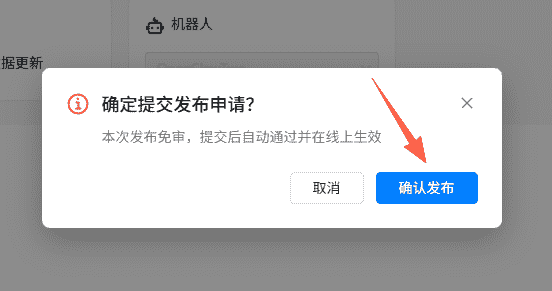 机器人
据更新
确定提交发布申请?
本次发布免审，提交后自动通过并在线上生效
取消
确认发布